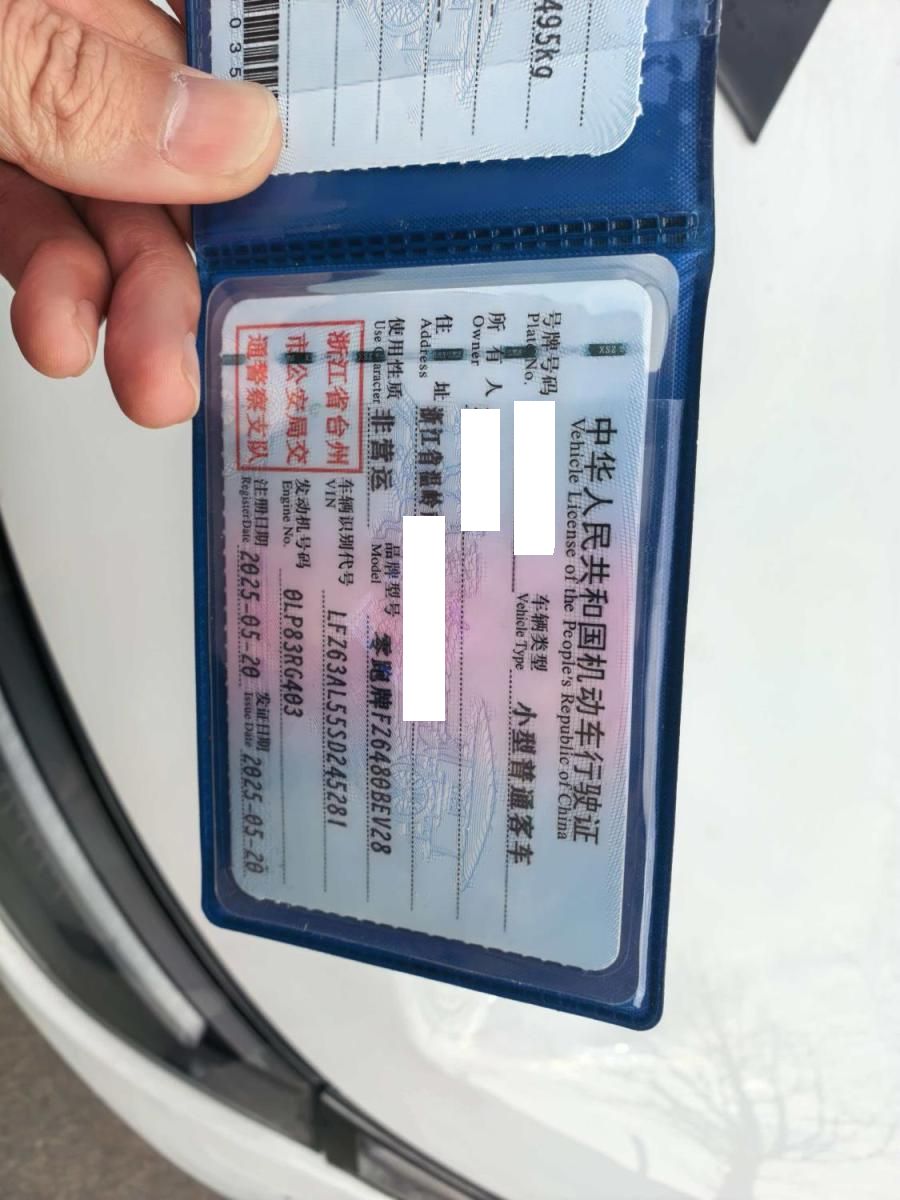 495kg
035
中华人民共和国机动车行驶证
Vehicle License of the People's Republic of China
号牌号码
Plate No.
车辆类型
Vehicle Type
小型普通客车
所有人
Owner
住址
Address
浙江省温岭
使用性质
Use Character
非营运
品牌型号
Model
零跑牌FZ6480BEV28
车辆识别代号
VIN
LFZ63AL55SD245281
发动机号码
Engine No.
0LP83RG403
注册日期
Register Date
2025-05-20
发证日期
Issue Date
2025-05-20
浙江省台州
市公安局交
通警察支队